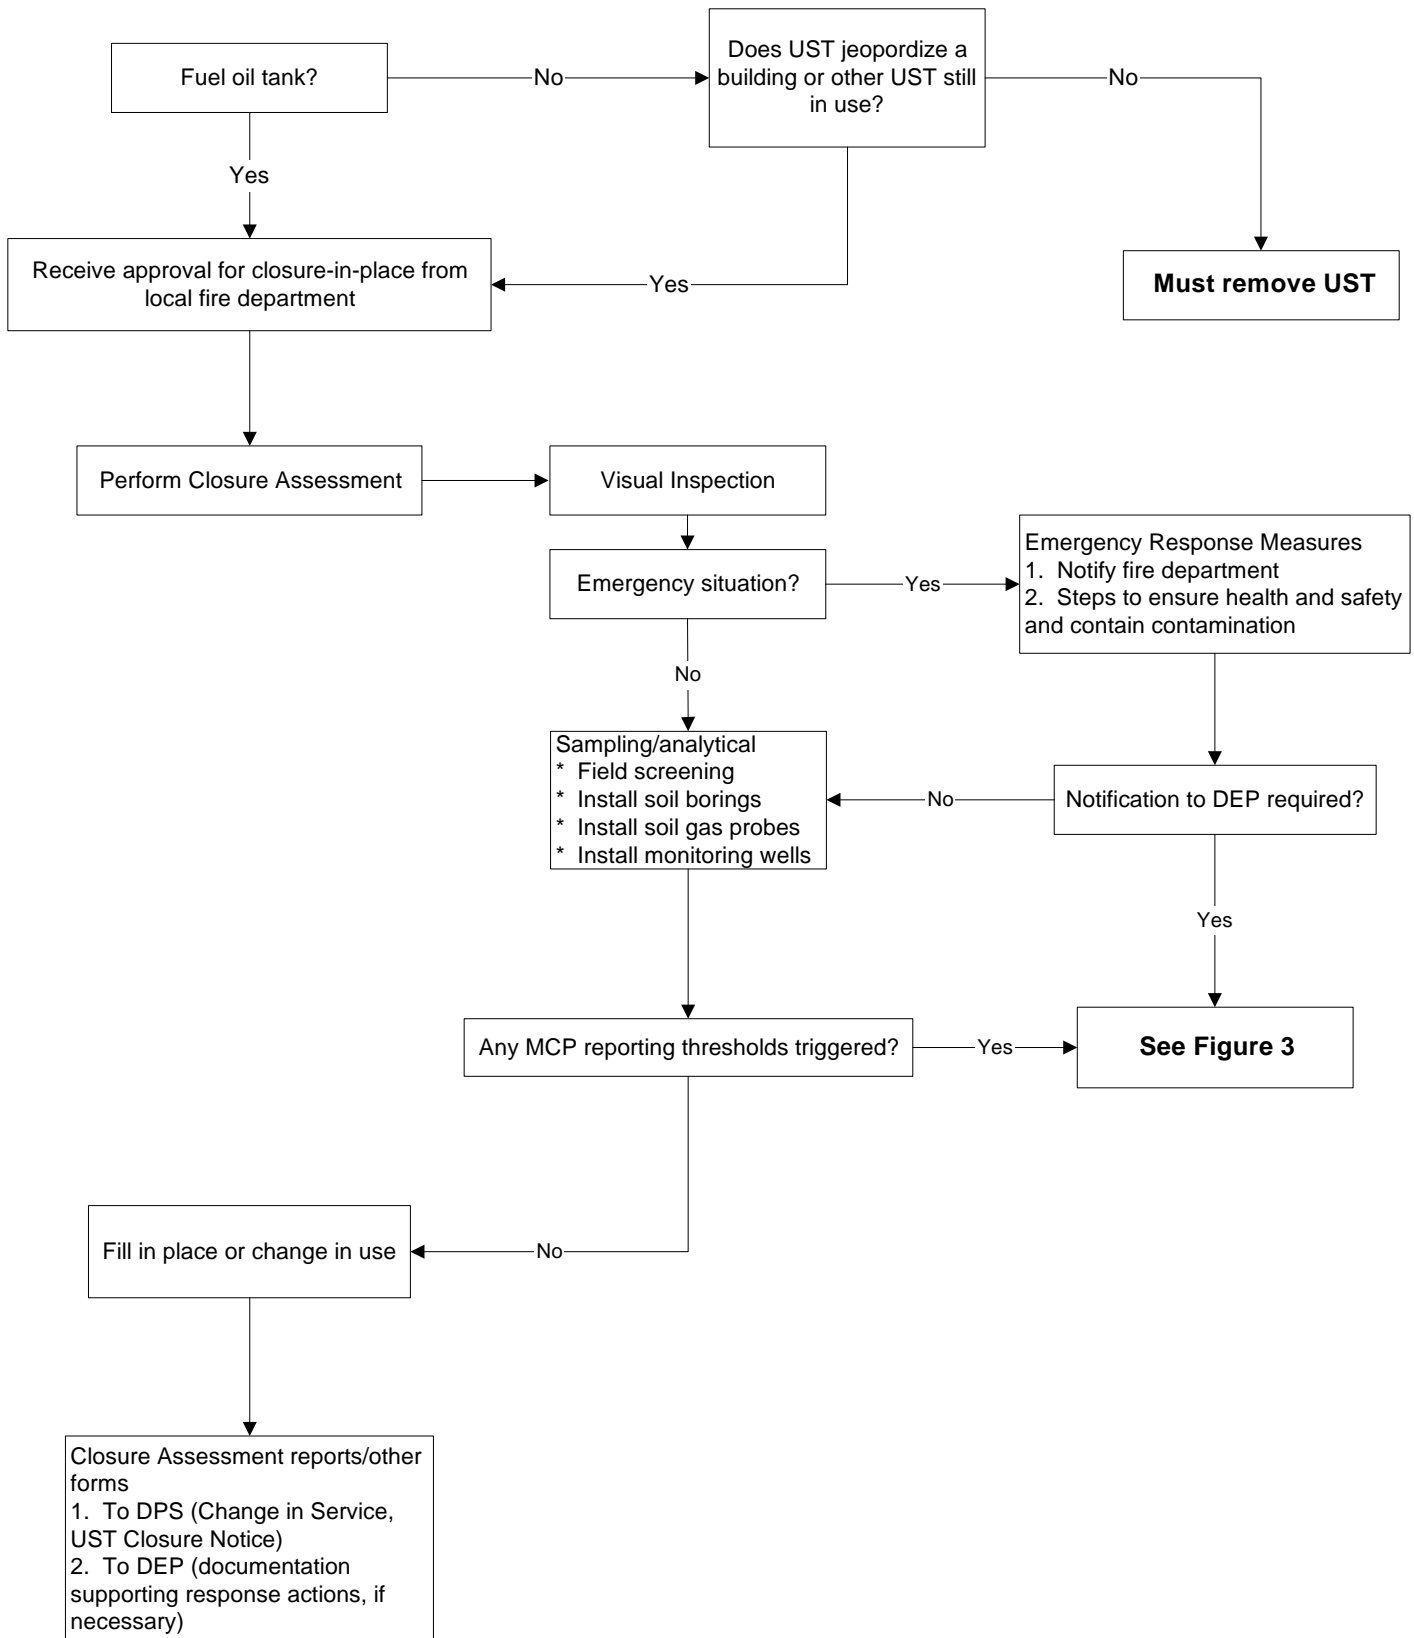 Fuel oil tank?
No
Does UST jeopordize a
building or other UST still
in use?
No
Yes
Receive approval for closure-in-place from
local fire department
Yes
Must remove UST
Perform Closure Assessment
Visual Inspection
Emergency situation?
Yes
Emergency Response Measures
1.  Notify fire department
2.  Steps to ensure health and safety
and contain contamination
No
Sampling/analytical
*  Field screening
*  Install soil borings
*  Install soil gas probes
*  Install monitoring wells
No
Notification to DEP required?
Yes
Any MCP reporting thresholds triggered?
Yes
See Figure 3
Fill in place or change in use
No
Closure Assessment reports/other
forms
1.  To DPS (Change in Service,
UST Closure Notice)
2.  To DEP (documentation
supporting response actions, if
necessary)